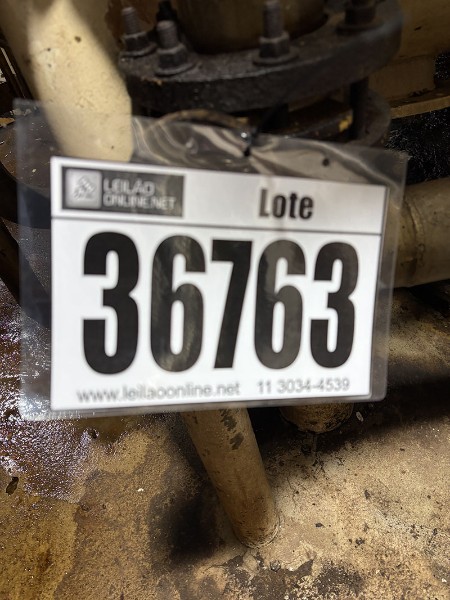 LEILÃO
ONLINE.NET
Lote
36763
www.leilaoonline.net 11 3034-4539